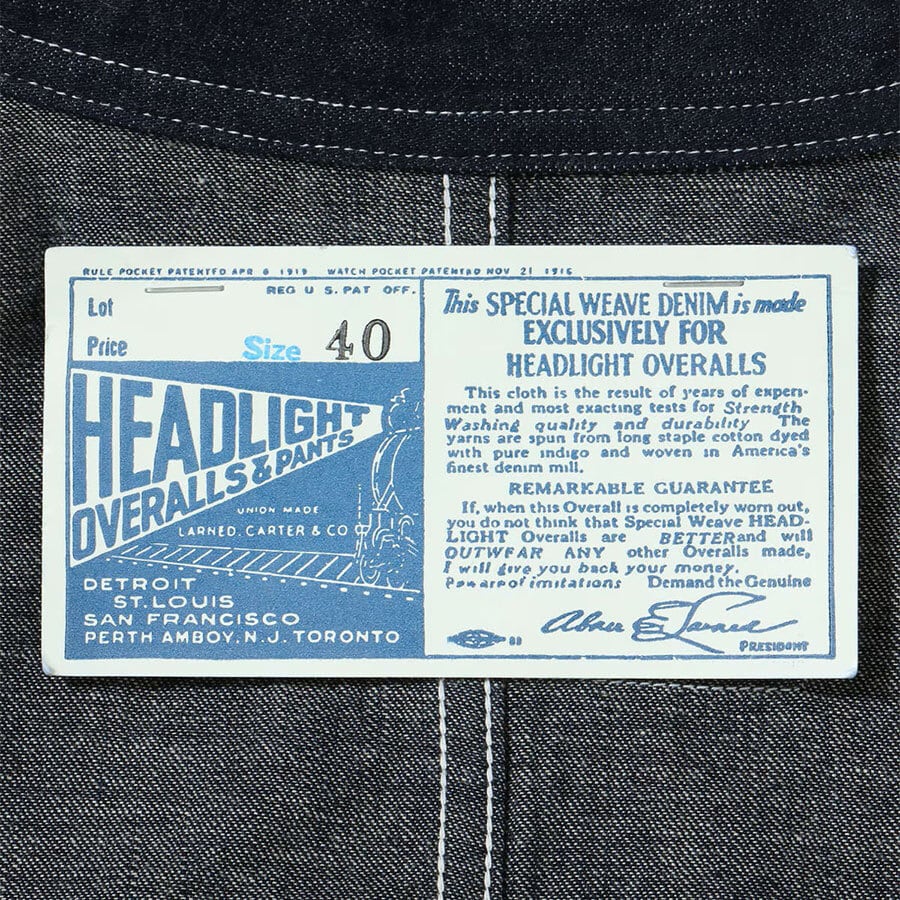 RULE POCKET PATENTED APR 6 1919 WATCH POCKET PATENTED NOV 21 1916
REG U S. PAT OFF.
Lot
Price
Size 40
HEADLIGHT
OVERALLS & PANTS
UNION MADE
LARNED, CARTER & CO
DETROIT
ST. LOUIS
SAN FRANCISCO
PERTH AMBOY, N.J. TORONTO
This SPECIAL WEAVE DENIM is made
EXCLUSIVELY FOR
HEADLIGHT OVERALLS
This cloth is the result of years of experi-
ment and most exacting tests for Strength
Washing quality and durability The
yarns are spun from long staple cotton dyed
with pure indigo and woven in America's
finest denim mill.
REMARKABLE GUARANTEE
If, when this Overall is completely worn out,
you do not think that Special Weave HEAD-
LIGHT Overalls are BETTER and will
OUTWEAR ANY other Overalls made,
I will give you back your money.
Beware of imitations Demand the Genuine
PRESIDENT